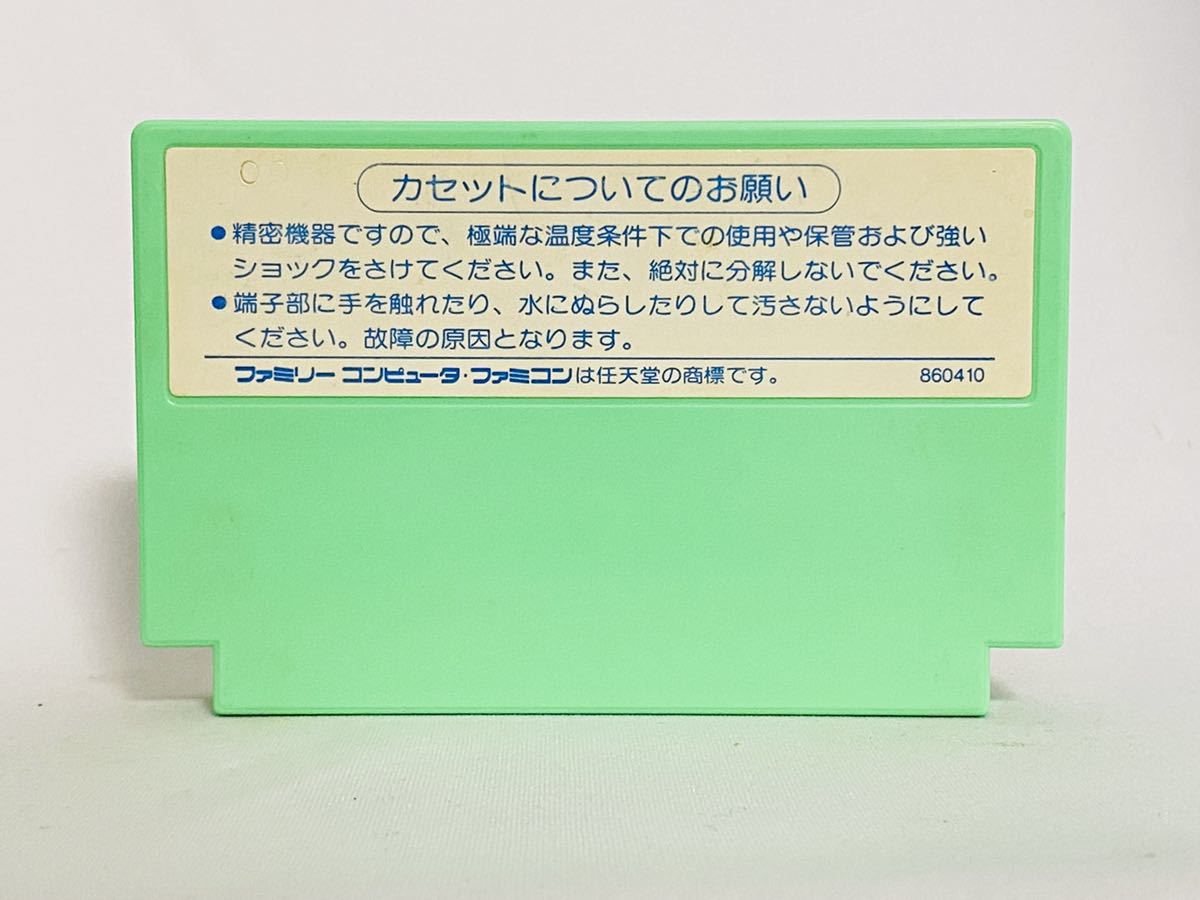 カセットについてのお願い
●精密機器ですので、極端な温度条件下での使用や保管および強い
ショックをさけてください。また、絶対に分解しないでください。
●端子部に手を触れたり、水にぬらしたりして汚さないようにして
ください。故障の原因となります。
ファミリー コンピュータ・ファミコンは任天堂の商標です。 860410